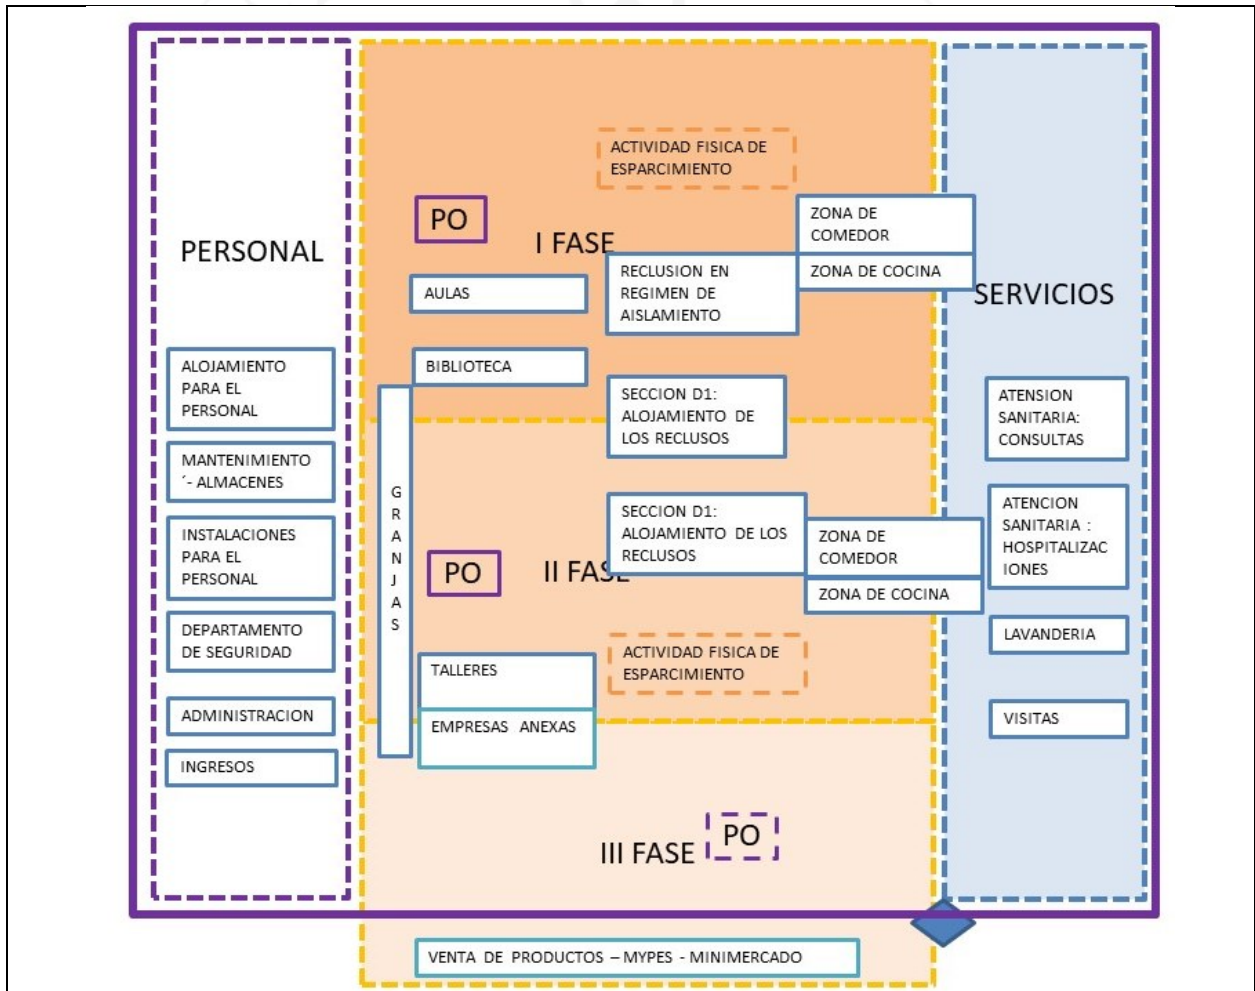 PERSONAL
ALOJAMIENTO
PARA EL
PERSONAL
MANTENIMIENTO
´- ALMACENES
INSTALACIONES
PARA EL
PERSONAL
DEPARTAMENTO
DE SEGURIDAD
ADMINISTRACION
INGRESOS
ACTIVIDAD FISICA DE
ESPARCIMIENTO
PO
I FASE
AULAS
BIBLIOTECA
RECLUSION EN
REGIMEN DE
AISLAMIENTO
ZONA DE
COMEDOR
ZONA DE COCINA
SECCION D1:
ALOJAMIENTO DE
LOS RECLUSOS
GRANJAS
PO
II FASE
SECCION D1:
ALOJAMIENTO DE LOS
RECLUSOS
ZONA DE
COMEDOR
ZONA DE COCINA
TALLERES
EMPRESAS ANEXAS
ACTIVIDAD FISICA DE
ESPARCIMIENTO
III FASE
PO
VENTA DE PRODUCTOS – MYPES - MINIMERCADO
SERVICIOS
ATENSION
SANITARIA:
CONSULTAS
ATENCION
SANITARIA :
HOSPITALIZAC
IONES
LAVANDERIA
VISITAS